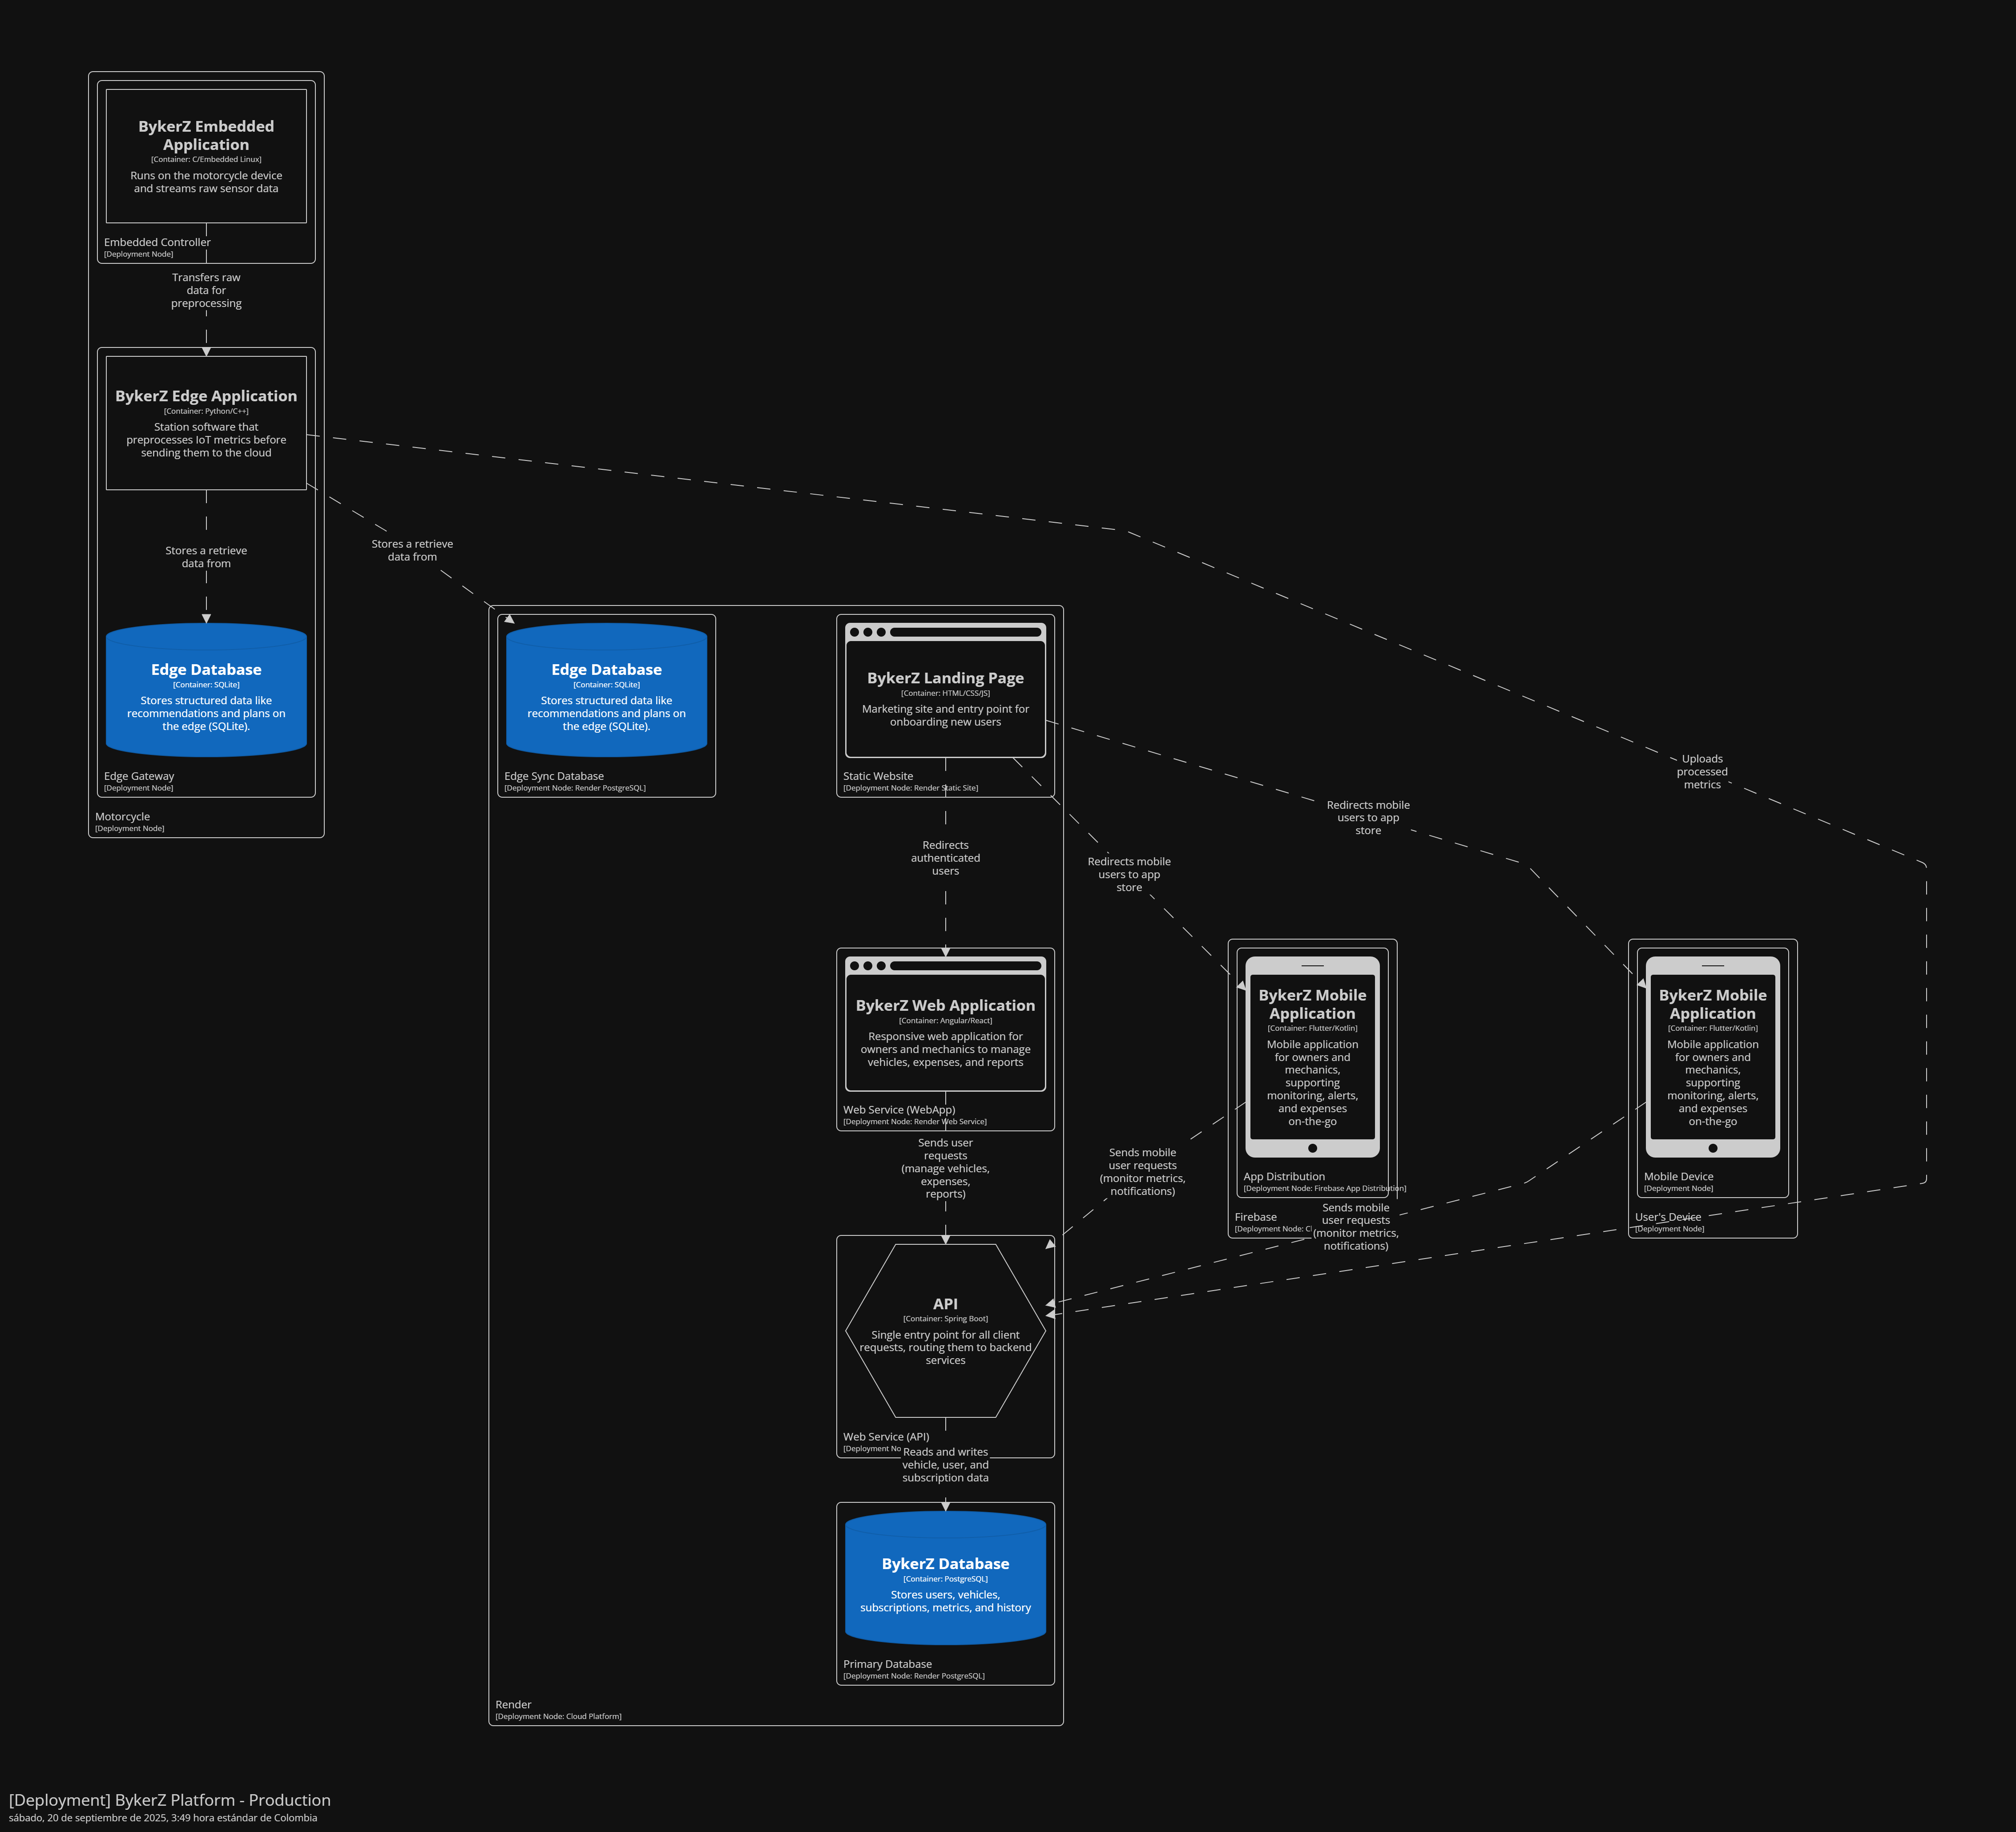 BykerZ Embedded
Application
[Container: C/Embedded Linux]
Runs on the motorcycle device
and streams raw sensor data
Embedded Controller
[Deployment Node]
Transfers raw
data for
preprocessing
BykerZ Edge Application
[Container: Python/C++]
Station software that
preprocesses IoT metrics before
sending them to the cloud
Stores a retrieve
data from
Edge Database
[Container: SQLite]
Stores structured data like
recommendations and plans on
the edge (SQLite).
Edge Gateway
[Deployment Node]
Motorcycle
[Deployment Node]
Stores a retrieve
data from
Edge Database
[Container: SQLite]
Stores structured data like
recommendations and plans on
the edge (SQLite).
Edge Sync Database
[Deployment Node: Render PostgreSQL]
BykerZ Landing Page
[Container: HTML/CSS/JS]
Marketing site and entry point for
onboarding new users
Static Website
[Deployment Node: Render Static Site]
Redirects
authenticated
users
Redirects mobile
users to app
store
Redirects mobile
users to app
store
Uploads
processed
metrics
BykerZ Web Application
[Container: Angular/React]
Responsive web application for
owners and mechanics to manage
vehicles, expenses, and reports
Web Service (WebApp)
[Deployment Node: Render Web Service]
Sends user
requests
(manage vehicles,
expenses,
reports)
BykerZ Mobile
Application
[Container: Flutter/Kotlin]
Mobile application
for owners and
mechanics,
supporting
monitoring, alerts,
and expenses
on-the-go
App Distribution
[Deployment Node: Firebase App Distribution]
Firebase
[Deployment Node: Cl
BykerZ Mobile
Application
[Container: Flutter/Kotlin]
Mobile application
for owners and
mechanics,
supporting
monitoring, alerts,
and expenses
on-the-go
Mobile Device
[Deployment Node]
User's Device
[Deployment Node]
Sends mobile
user requests
(monitor metrics,
notifications)
Sends mobile
user requests
(monitor metrics,
notifications)
API
[Container: Spring Boot]
Single entry point for all client
requests, routing them to backend
services
Web Service (API)
[Deployment No
Reads and writes
vehicle, user, and
subscription data
BykerZ Database
[Container: PostgreSQL]
Stores users, vehicles,
subscriptions, metrics, and history
Primary Database
[Deployment Node: Render PostgreSQL]
Render
[Deployment Node: Cloud Platform]
[Deployment] BykerZ Platform - Production
sábado, 20 de septiembre de 2025, 3:49 hora estándar de Colombia